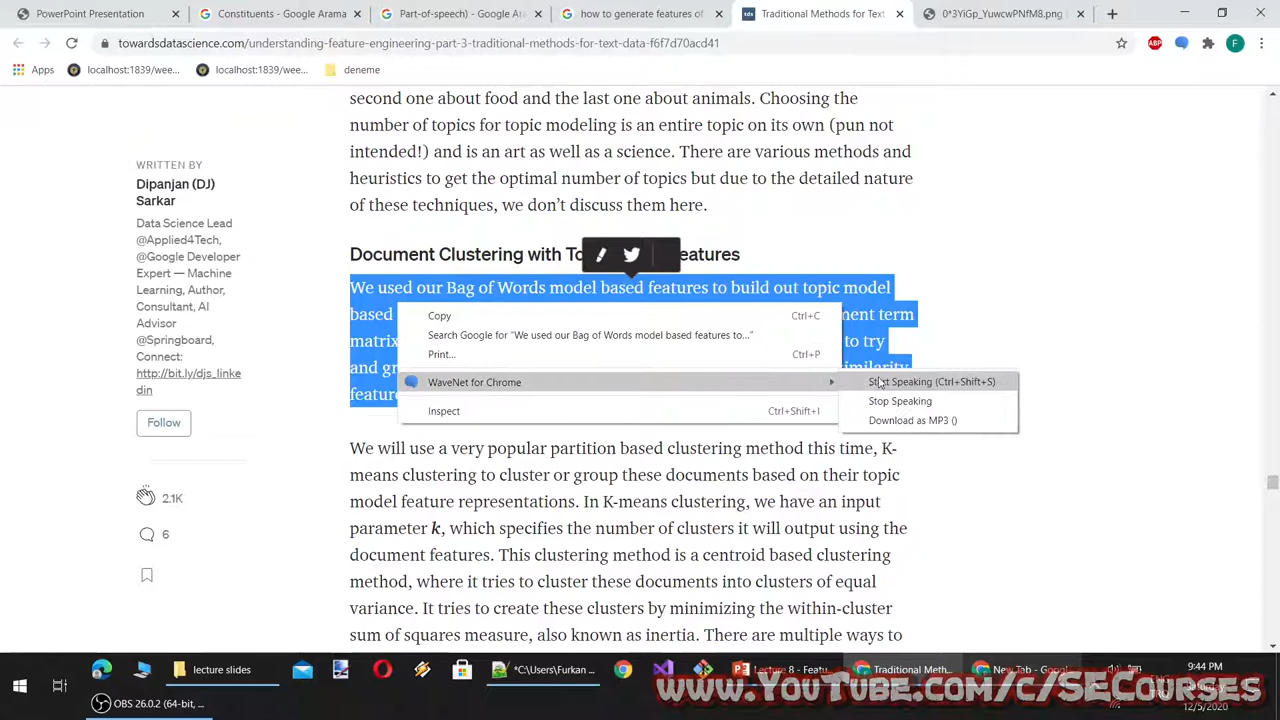 PowerPoint Presentation
Constituents - Google Arama
Part-of-speech) - Google Ara
how to generate features of
Traditional Methods for Text
0*3YiGp_YuwcwPNfM8.png
towardsdatascience.com/understanding-feature-engineering-part-3-traditional-methods-for-text-data-f6f7d70acd41
ABP
F
Apps
localhost:1839/wee...
localhost:1839/wee...
deneme
second one about food and the last one about animals. Choosing the
number of topics for topic modeling is an entire topic on its own (pun not
intended!) and is an art as well as a science. There are various methods and
heuristics to get the optimal number of topics but due to the detailed nature
of these techniques, we don't discuss them here.
WRITTEN BY
Dipanjan (DJ)
Sarkar
Data Science Lead
@Applied4Tech,
@Google Developer
Expert — Machine
Learning, Author,
Consultant, AI
Advisor
@Springboard,
Connect:
http://bit.ly/djs_linke
din
Follow
2.1K
6
Document Clustering with To eatures
We used our Bag of Words model based features to build out topic model
based ment term
matrix to try
and gr imilarity
feature
Copy Ctrl+C
Search Google for "We used our Bag of Words model based features to..."
Print... Ctrl+P
WaveNet for Chrome
Inspect Ctrl+Shift+I
Start Speaking (Ctrl+Shift+S)
Stop Speaking
Download as MP3 ()
We will use a very popular partition based clustering method this time, K-
means clustering to cluster or group these documents based on their topic
model feature representations. In K-means clustering, we have an input
parameter k, which specifies the number of clusters it will output using the
document features. This clustering method is a centroid based clustering
method, where it tries to cluster these documents into clusters of equal
variance. It tries to create these clusters by minimizing the within-cluster
sum of squares measure, also known as inertia. There are multiple ways to
lecture slides
*C:\Users\Furkan ...
Lecture 8 - Featu
Traditional Meth...
New Tab - Google
9:44 PM
ENG
Saturday
TRQ
12/5/2020
OBS 26.0.2 (64-bit, ...
www.YouTube.com/c/SECourses